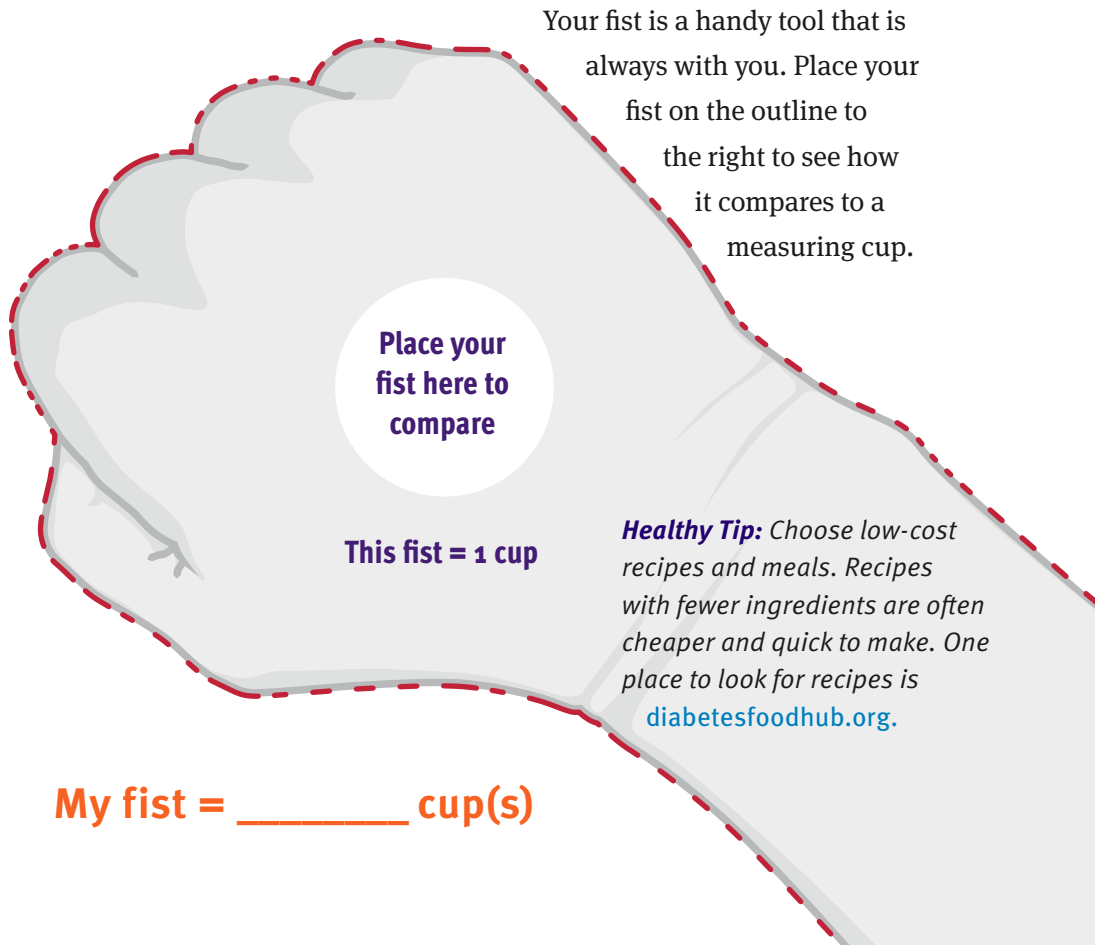 Your fist is a handy tool that is
always with you. Place your
fist on the outline to
the right to see how
it compares to a
measuring cup.
Place your
fist here to
compare
This fist = 1 cup
Healthy Tip: Choose low-cost
recipes and meals. Recipes
with fewer ingredients are often
cheaper and quick to make. One
place to look for recipes is
diabetesfoodhub.org.
My fist = ________ cup(s)